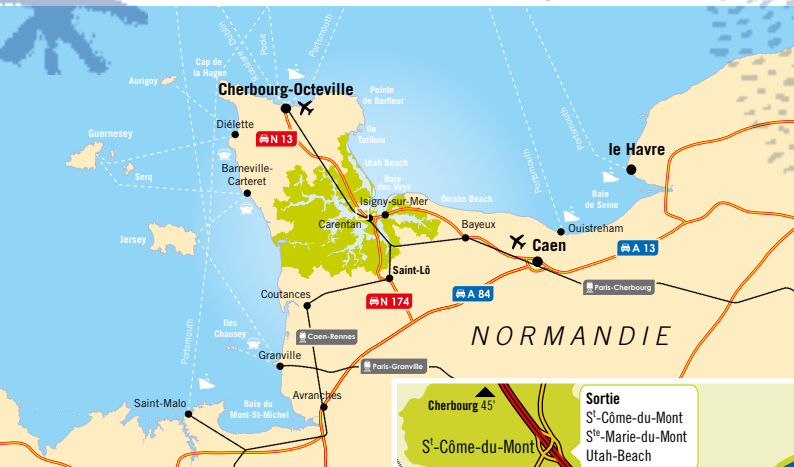 Cap de
la Hague
Rosslare Dublin
Poole
Portsmouth
Aurigny
Cherbourg-Octeville
Pointe
de Barfleur
Diélette
N 13
Ile
Tatihou
Guernesey
Serq
Barneville-
Carteret
Utah Beach
Baie
des Veys
Isigny-sur-Mer
Omaha Beach
Carentan
Bayeux
Portsmouth
Portsmouth
le Havre
Baie
de Seine
Ouistreham
Caen
A 13
Jersey
Saint-Lô
Paris-Cherbourg
Coutances
N 174
A 84
NORMANDIE
Portsmouth
Iles
Chausey
Caen-Rennes
Granville
Paris-Granville
Saint-Malo
Baie du
Mont-St-Michel
Avranches
Cherbourg 45'
St-Côme-du-Mont
Sortie
St-Côme-du-Mont
Ste-Marie-du-Mont
Utah-Beach